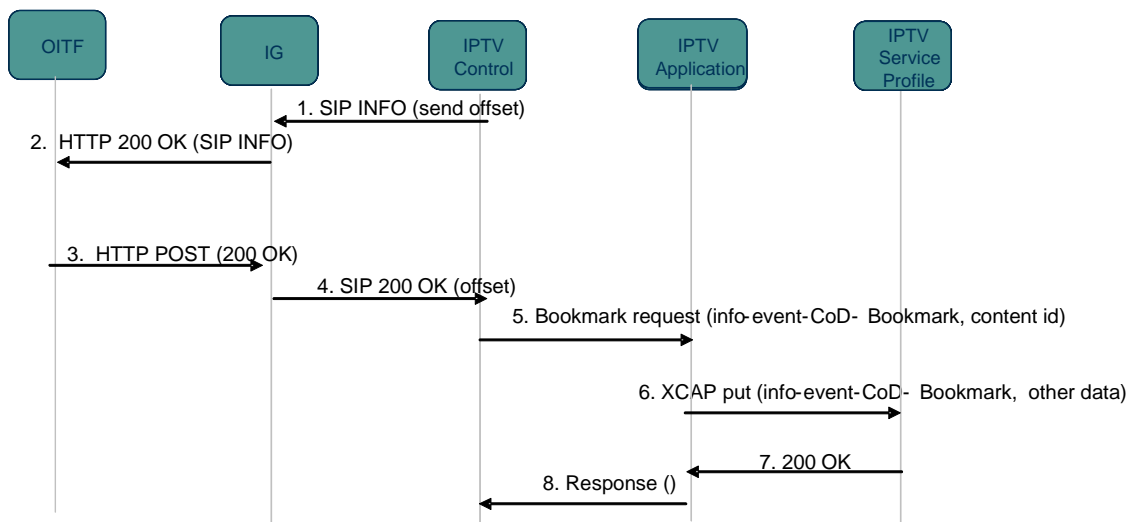 OITF
IG
IPTV
Control
IPTV
Application
IPTV
Service
Profile
1. SIP INFO (send offset)
2. HTTP 200 OK (SIP INFO)
3. HTTP POST (200 OK)
4. SIP 200 OK (offset)
5. Bookmark request (info-event-CoD- Bookmark, content id)
6. XCAP put (info-event-CoD- Bookmark, other data)
7. 200 OK
8. Response ()